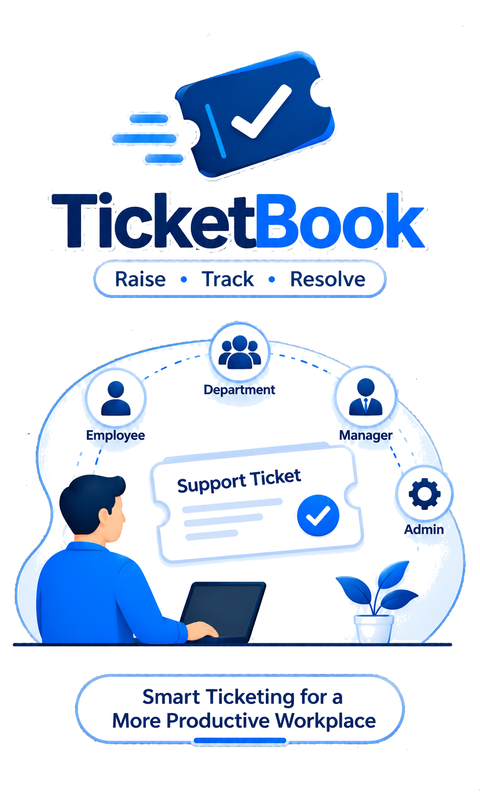 TicketBook
Raise • Track • Resolve
Department
Employee
Manager
Support Ticket
Admin
Smart Ticketing for a
More Productive Workplace